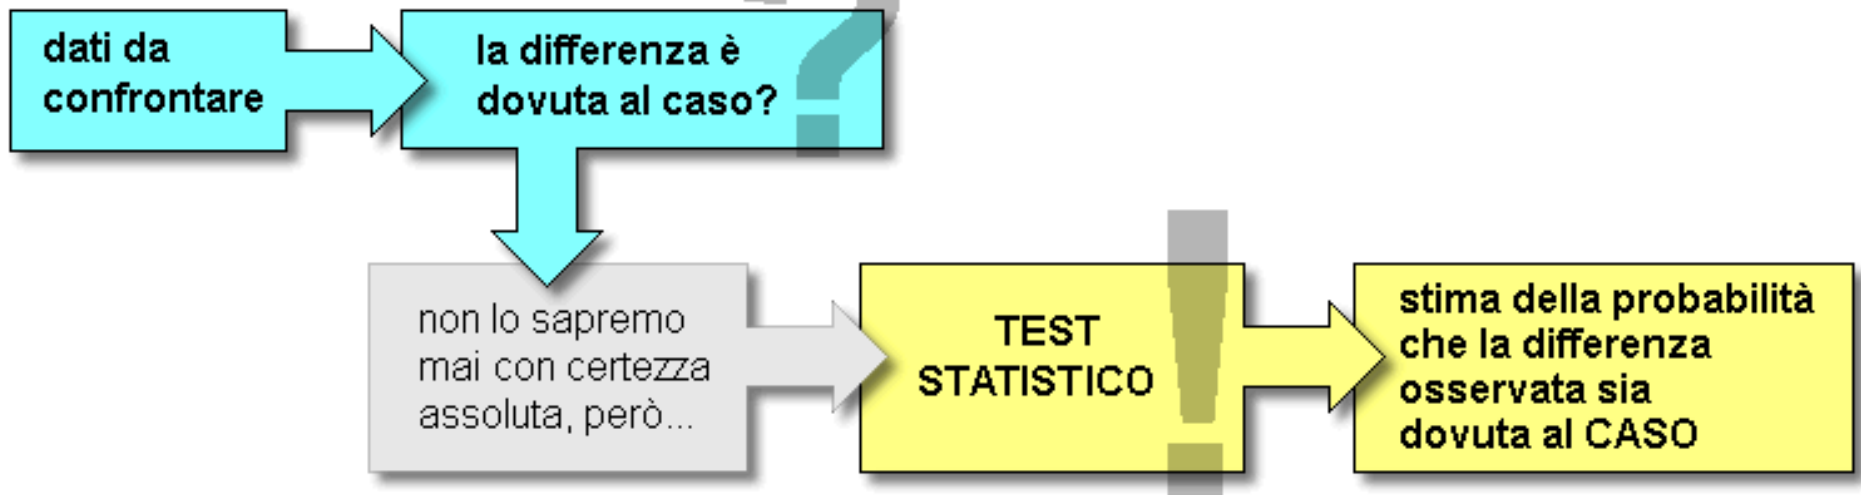 dati da
confrontare
la differenza è
dovuta al caso?
?
non lo sapremo
mai con certezza
assoluta, però...
TEST
STATISTICO
!
stima della probabilità
che la differenza
osservata sia
dovuta al CASO